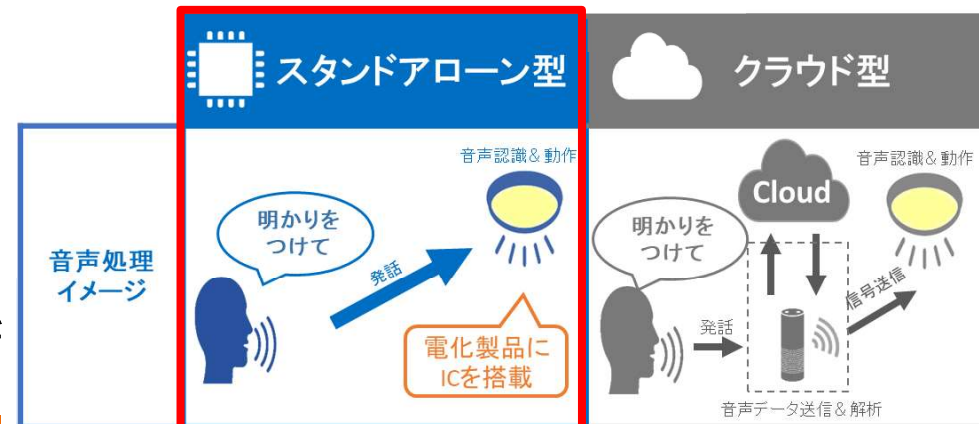 スタンドアローン型
クラウド型
音声処理
イメージ
音声認識＆動作
明かりを
つけて
発話
電化製品に
ICを搭載
音声認識＆動作
Cloud
明かりを
つけて
発話
信号送信
音声データ送信＆解析